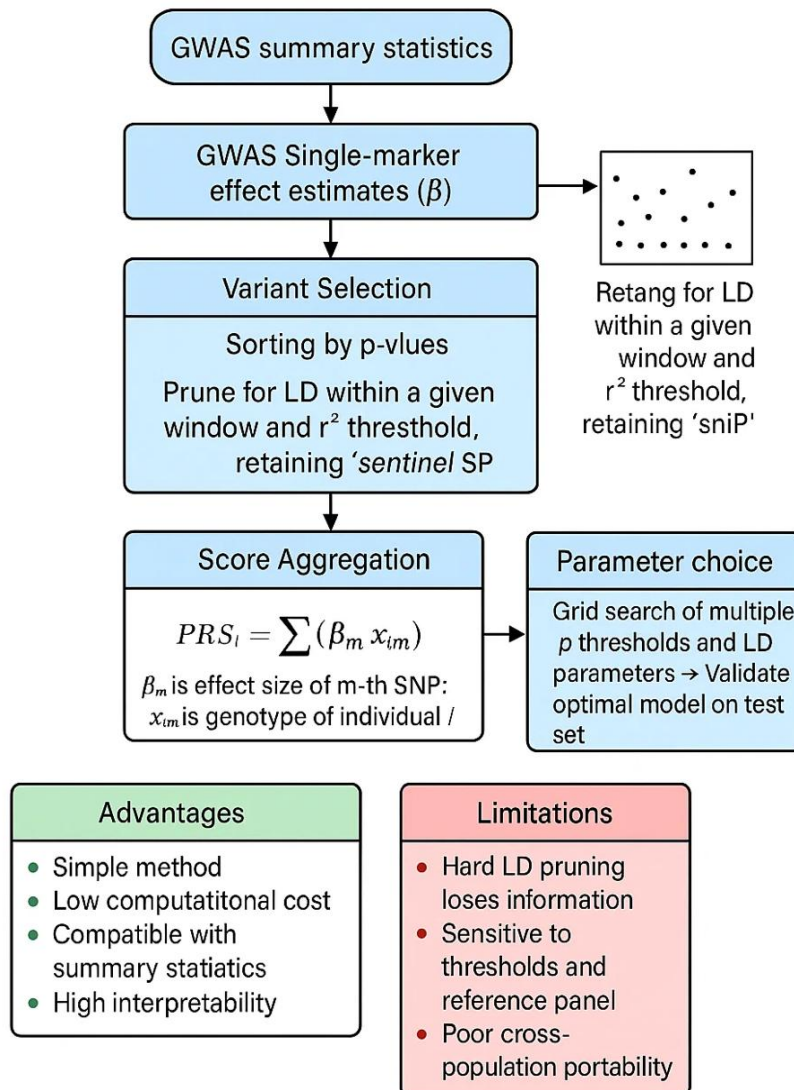 GWAS summary statistics
GWAS Single-marker
effect estimates (β)
Retang for LD
within a given
window and
r² threshold,
retaining ‘sniP'
Variant Selection
Sorting by p-vlues
Prune for LD within a given
window and r² thresthold,
retaining ‘sentinel SP
Score Aggregation
PRSᵢ = ∑ (βₘ xᵢₘ)
βₘ is effect size of m-th SNP:
xᵢₘ is genotype of individual /
Parameter choice
Grid search of multiple
p thresholds and LD
parameters → Validate
optimal model on test
set
Advantages
• Simple method
• Low computatitonal cost
• Compatible with
summary statiatics
• High interpretability
Limitations
• Hard LD pruning
loses information
• Sensitive to
thresholds and
reference panel
• Poor cross-
population portability